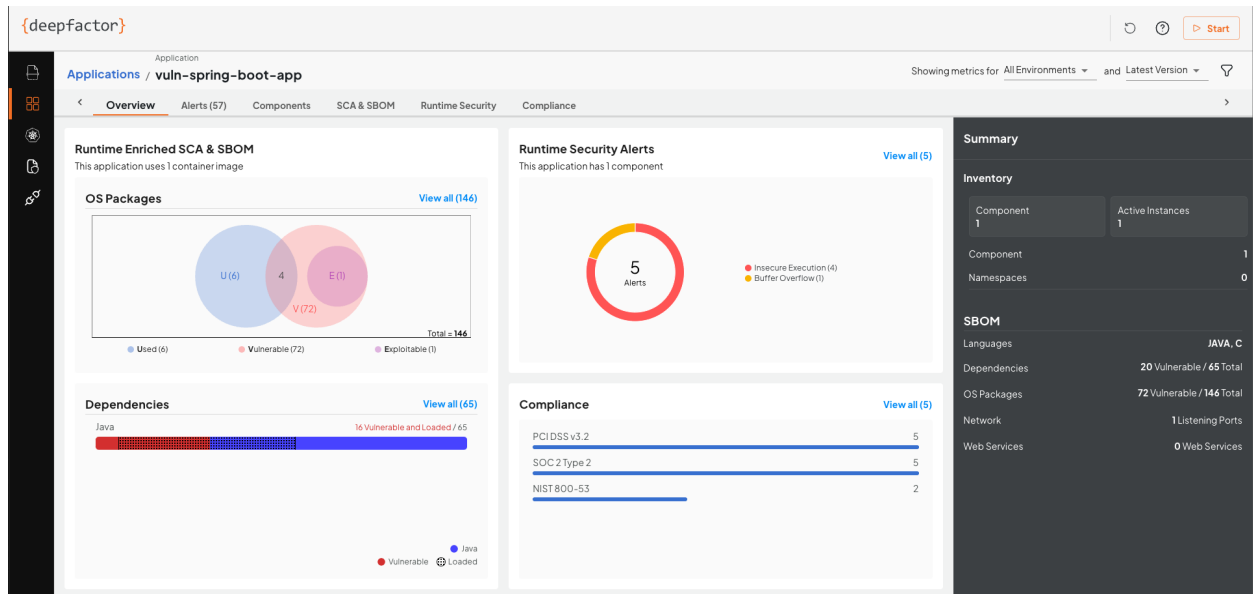 {deepfactor}
Start
Application
Applications / vuln-spring-boot-app
Showing metrics for All Environments and Latest Version
Overview Alerts (57) Components SCA & SBOM Runtime Security Compliance
Runtime Enriched SCA & SBOM
This application uses 1 container image
OS Packages View all (146)
U (6) 4 E (1)
V (72)
Total = 146
Used (6) Vulnerable (72) Exploitable (1)
Dependencies View all (65)
Java 16 Vulnerable and Loaded / 65
Java
Vulnerable Loaded
Runtime Security Alerts View all (5)
This application has 1 component
5
Alerts
Insecure Execution (4)
Buffer Overflow (1)
Compliance View all (5)
PCI DSS v3.2 5
SOC 2 Type 2 5
NIST 800-53 2
Summary
Inventory
Component Active Instances
1 1
Component 1
Namespaces 0
SBOM
Languages JAVA, C
Dependencies 20 Vulnerable / 65 Total
OS Packages 72 Vulnerable / 146 Total
Network 1 Listening Ports
Web Services 0 Web Services